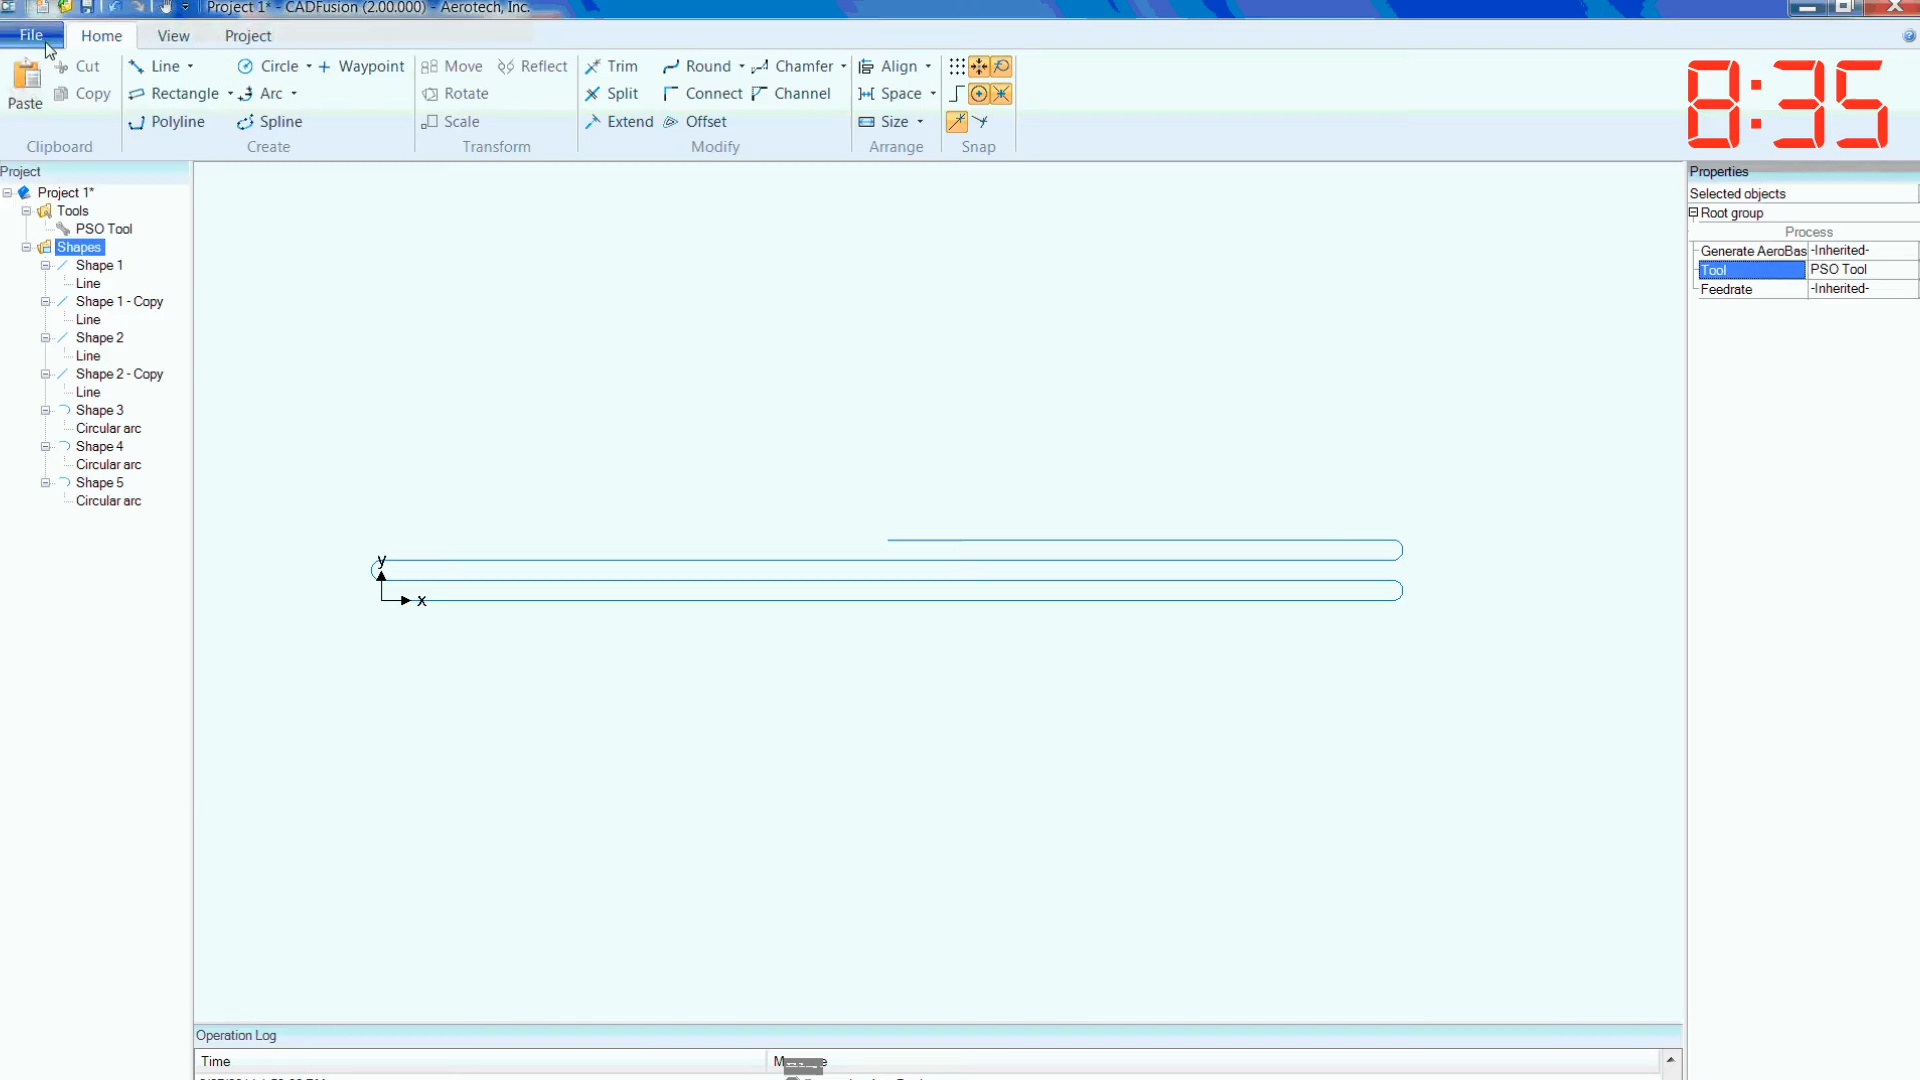 Project 1* - CADFusion (2.00.000) - Aerotech, Inc.
File Home View Project
Cut Line Circle Waypoint Move Reflect Trim Round Chamfer Align
Paste Copy Rectangle Arc Rotate Split Connect Channel Space
Polyline Spline Scale Extend Offset Size
Clipboard Create Transform Modify Arrange Snap
8:35
Project
Project 1*
Tools
PSO Tool
Shapes
Shape 1
Line
Shape 1 - Copy
Line
Shape 2
Line
Shape 2 - Copy
Line
Shape 3
Circular arc
Shape 4
Circular arc
Shape 5
Circular arc
y
x
Properties
Selected objects
Root group
Process
Generate AeroBas -Inherited-
Tool PSO Tool
Feedrate -Inherited-
Operation Log
Time